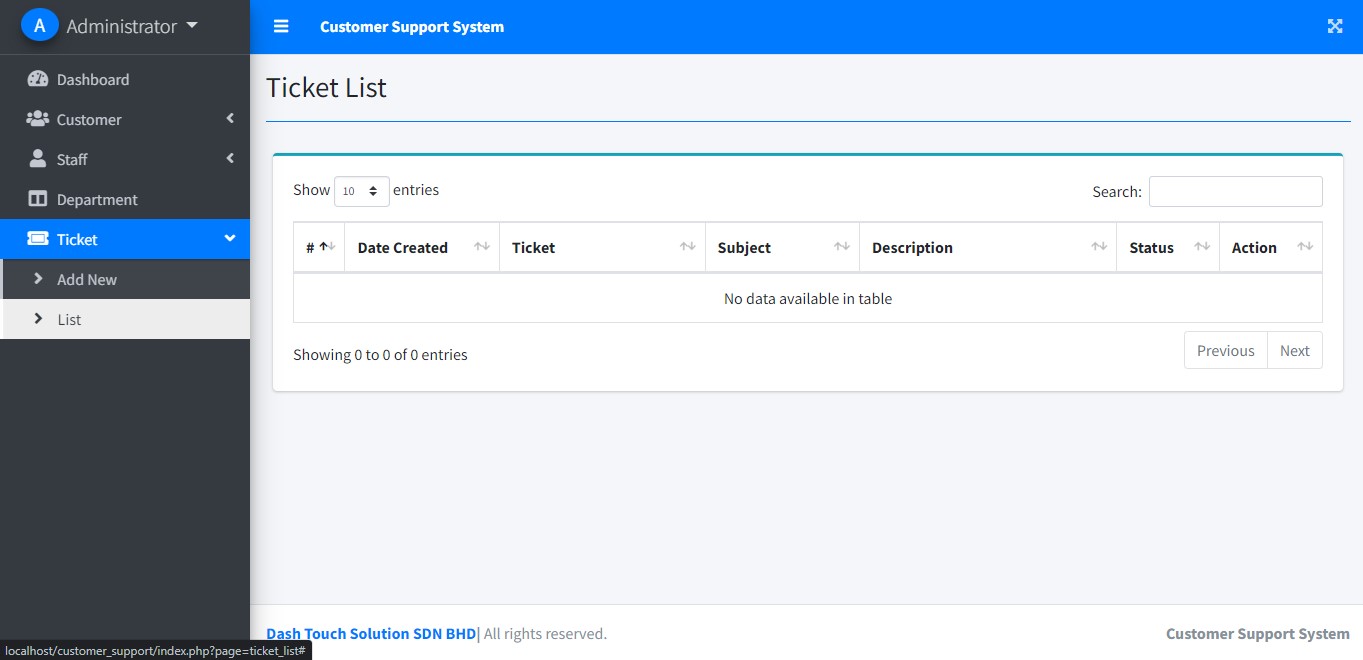 A Administrator
Customer Support System
Dashboard
Customer
Staff
Department
Ticket
Add New
List
Ticket List
Show 10 entries
Search:
# Date Created Ticket Subject Description Status Action
No data available in table
Showing 0 to 0 of 0 entries
Previous Next
Dash Touch Solution SDN BHD| All rights reserved.
Customer Support System
localhost/customer_support/index.php?page=ticket_list#